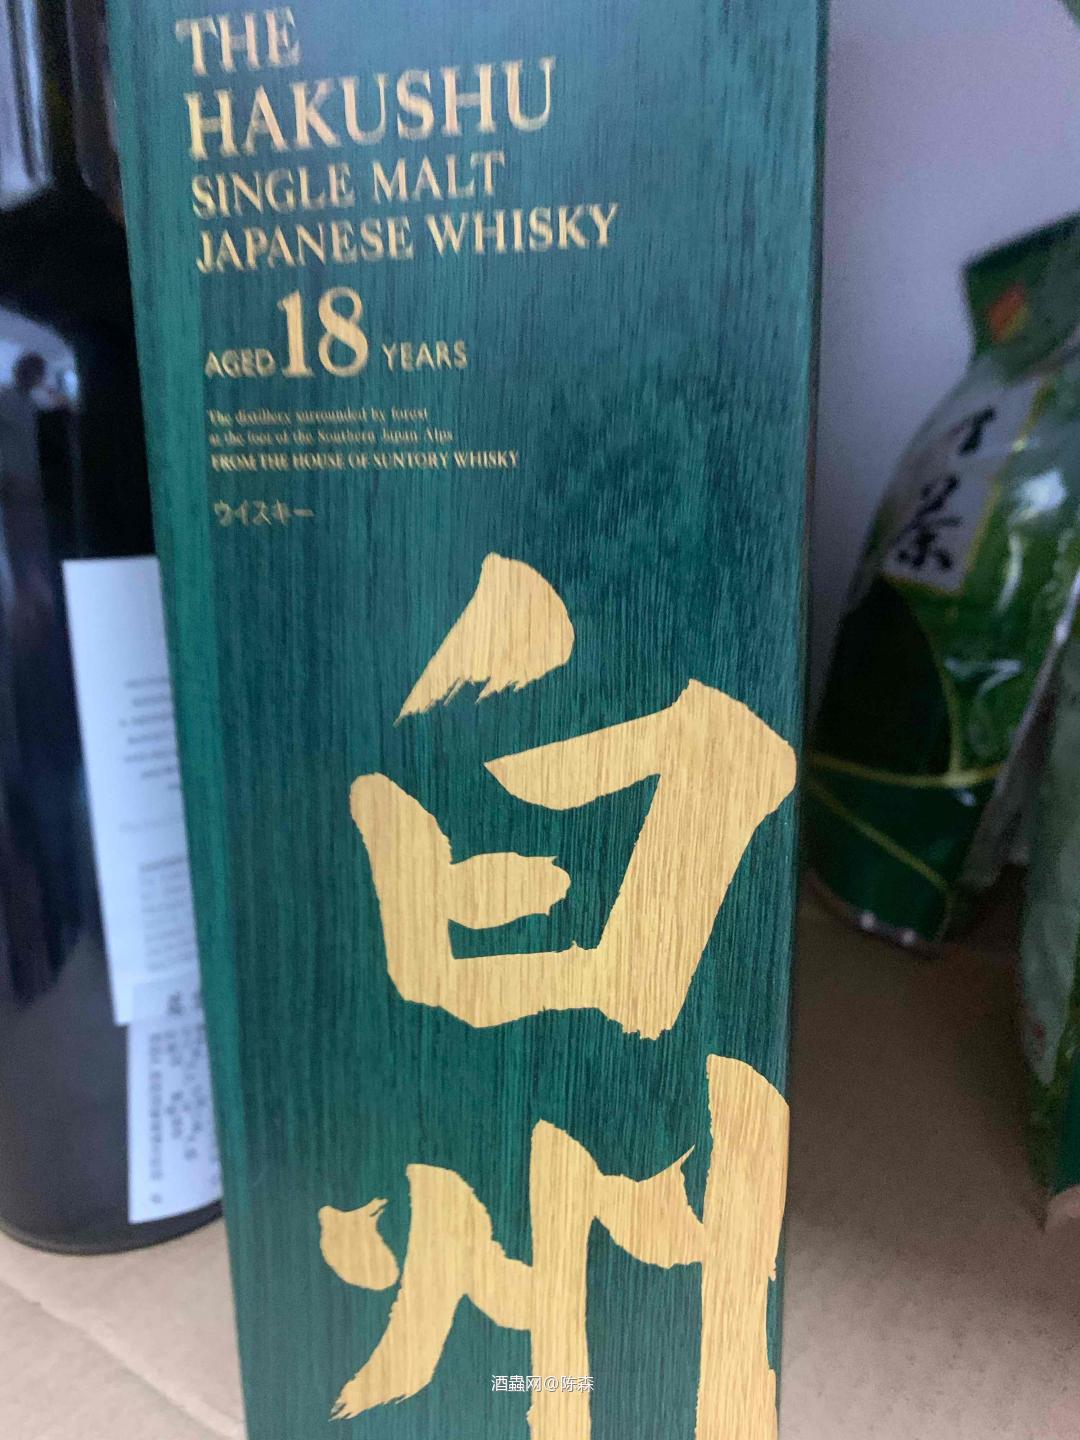 THE
HAKUSHU
SINGLE MALT
JAPANESE WHISKY
AGED 18 YEARS
The distillery surrounded by forest
at the foot of the Southern Japan Alps
FROM THE HOUSE OF SUNTORY WHISKY
ウイスキー
白
州
茶
酒蟲网@陈森